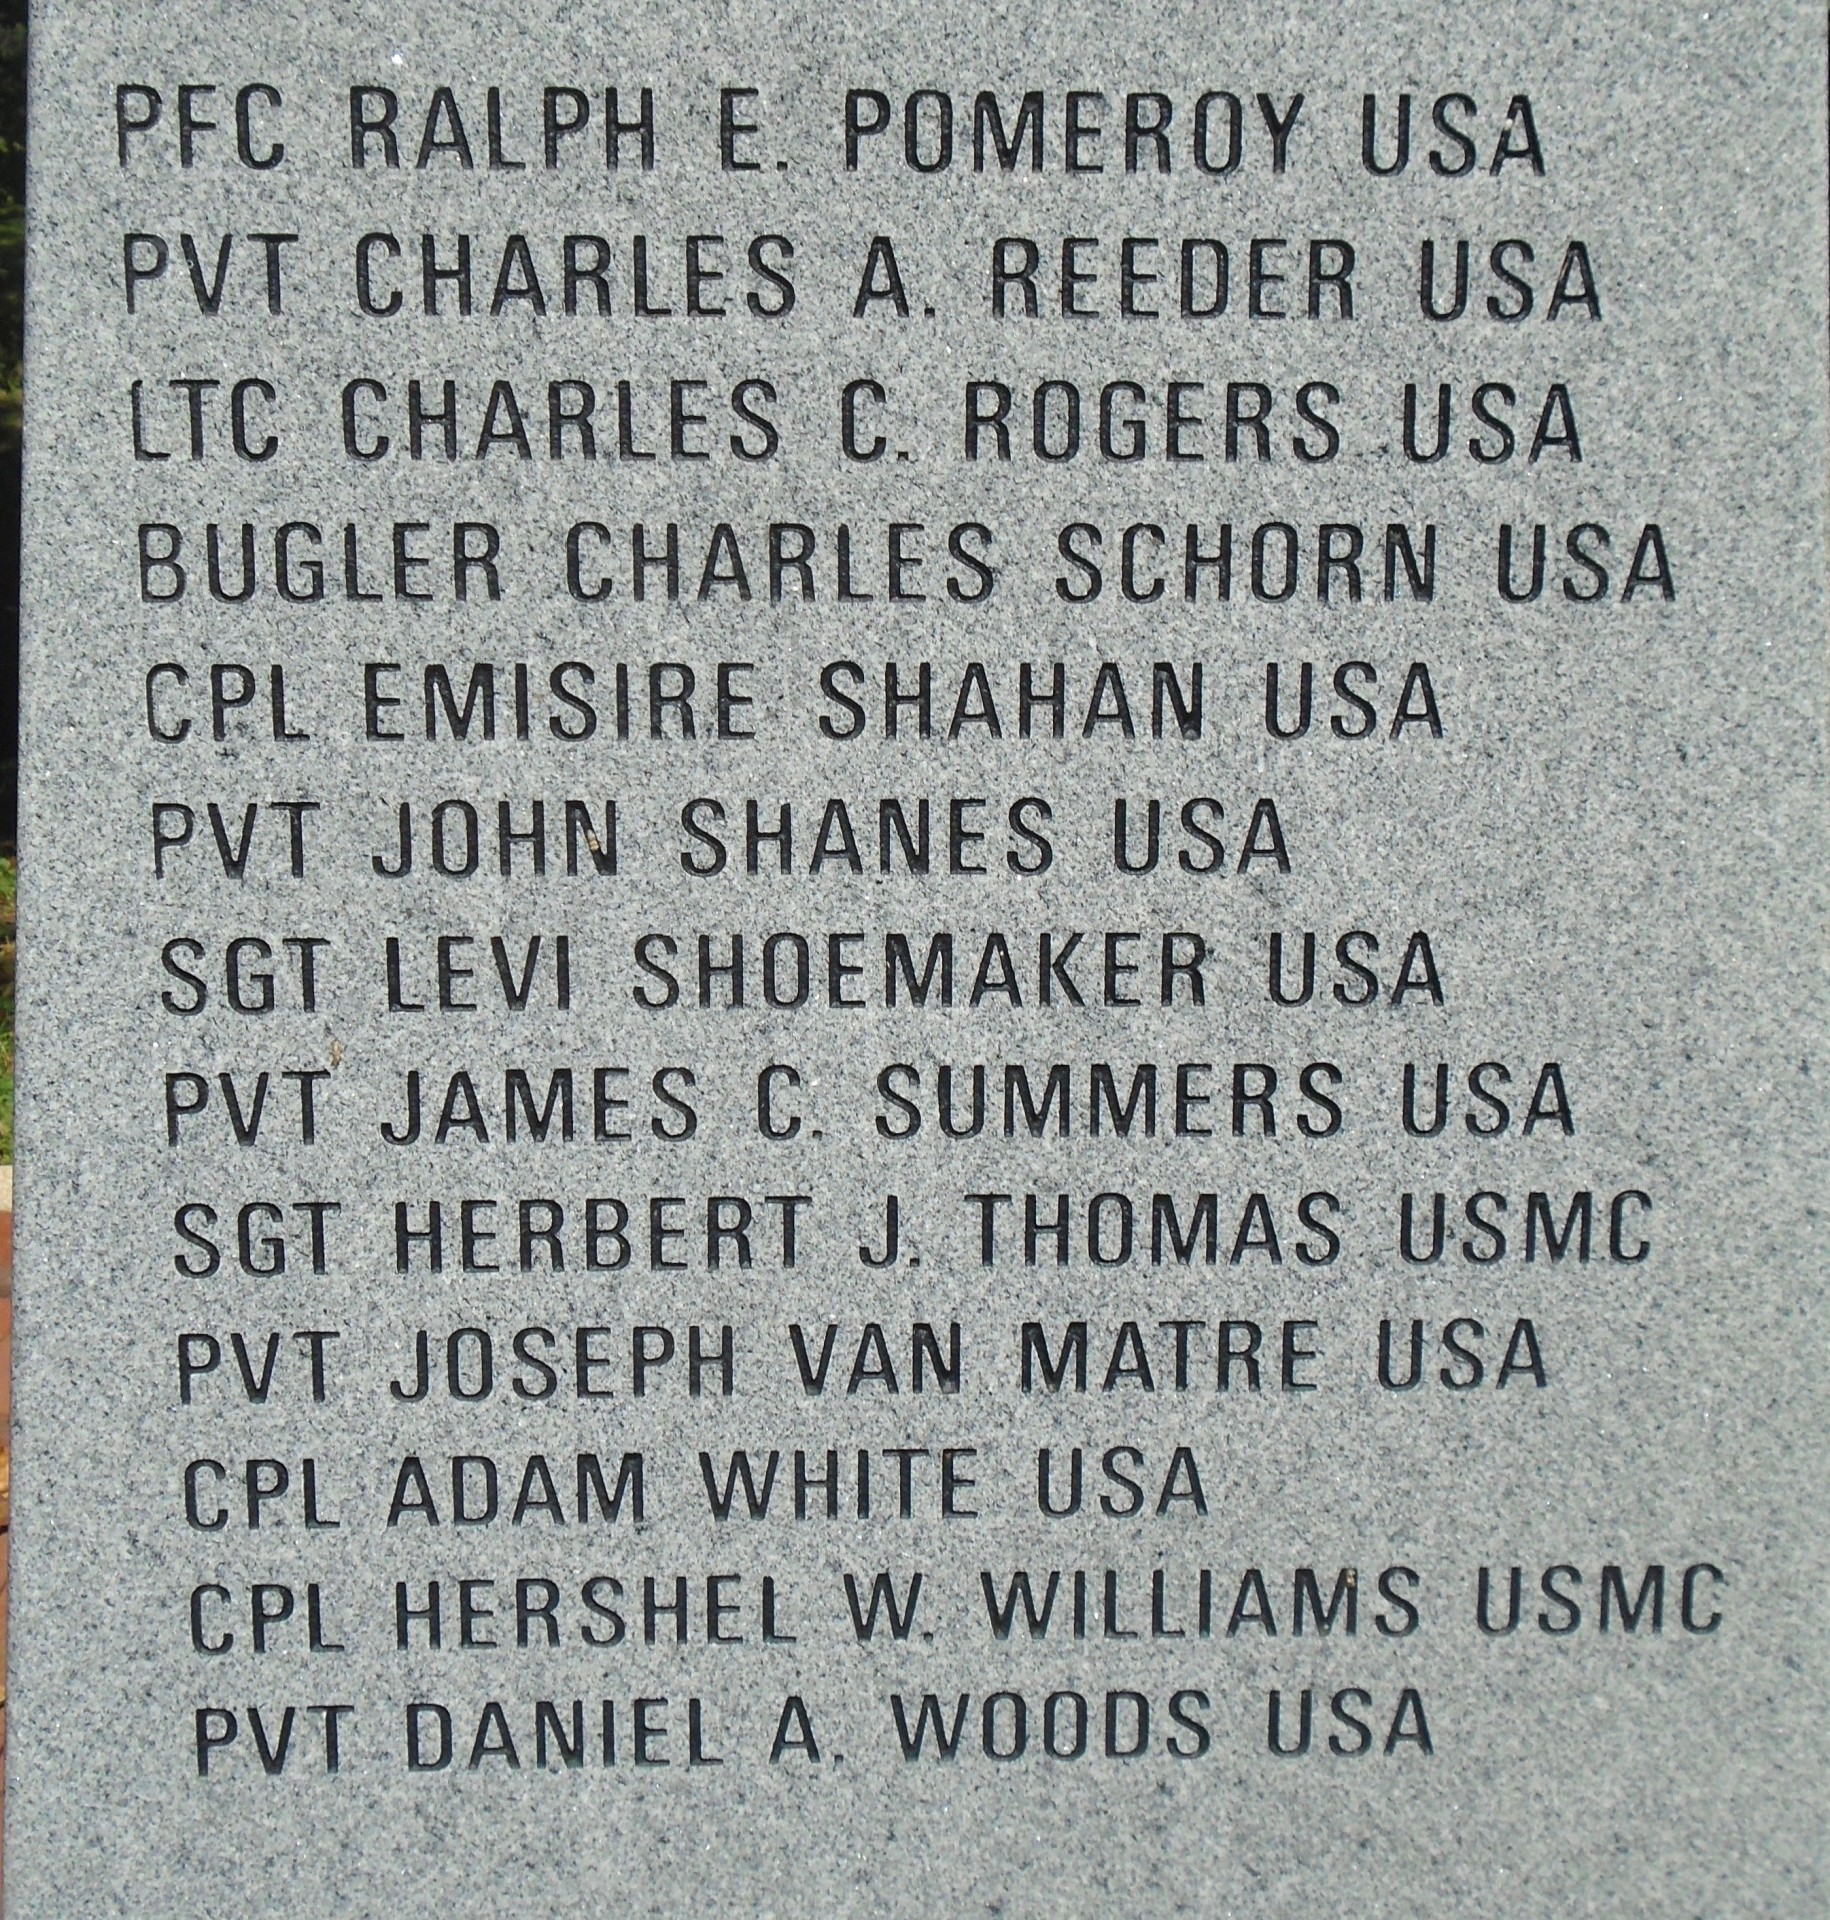 PFC RALPH E. POMEROY USA
PVT CHARLES A. REEDER USA
LTC CHARLES C. ROGERS USA
BUGLER CHARLES SCHORN USA
CPL EMISIRE SHAHAN USA
PVT JOHN SHANES USA
SGT LEVI SHOEMAKER USA
PVT JAMES C. SUMMERS USA
SGT HERBERT J. THOMAS USMC
PVT JOSEPH VAN MATRE USA
CPL ADAM WHITE USA
CPL HERSHEL W. WILLIAMS USMC
PVT DANIEL A. WOODS USA